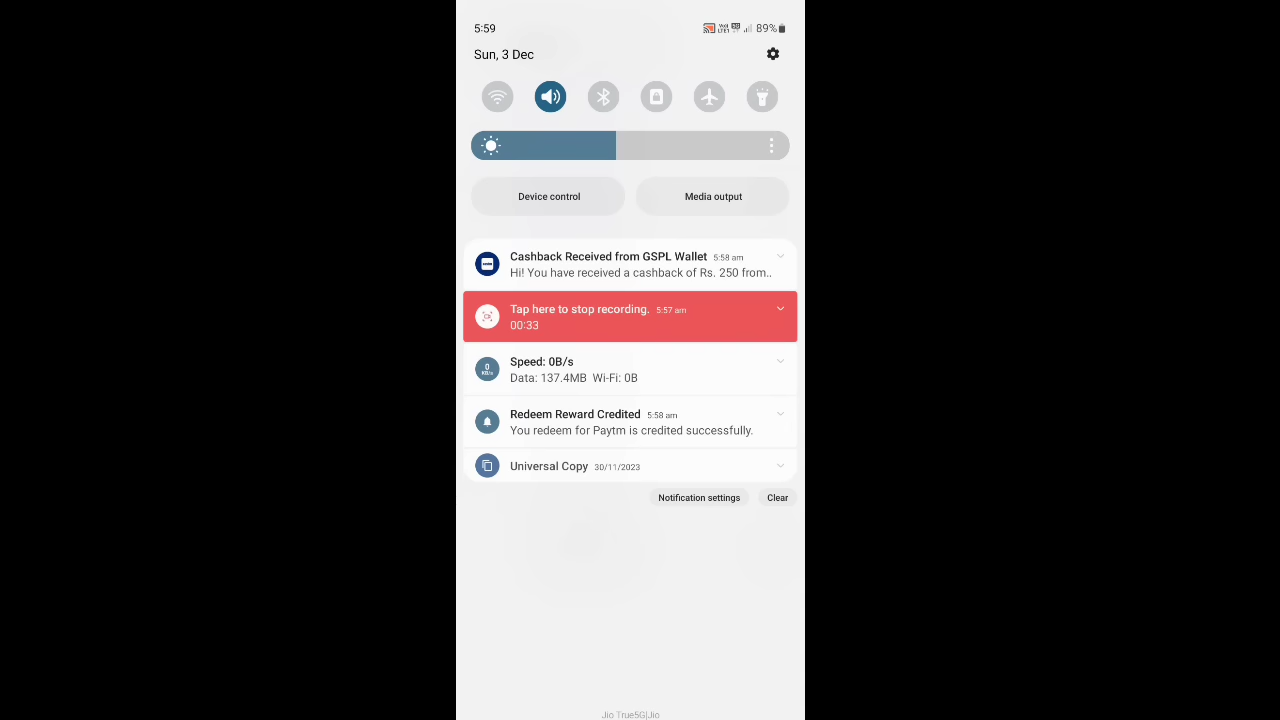 5:59
89%
Sun, 3 Dec
Device control
Media output
Cashback Received from GSPL Wallet 5:58 am
Hi! You have received a cashback of Rs. 250 from..
Tap here to stop recording. 5:57 am
00:33
0
KB/s
Speed: 0B/s
Data: 137.4MB Wi-Fi: 0B
Redeem Reward Credited 5:58 am
You redeem for Paytm is credited successfully.
Universal Copy 30/11/2023
Notification settings
Clear
Jio True5G|Jio